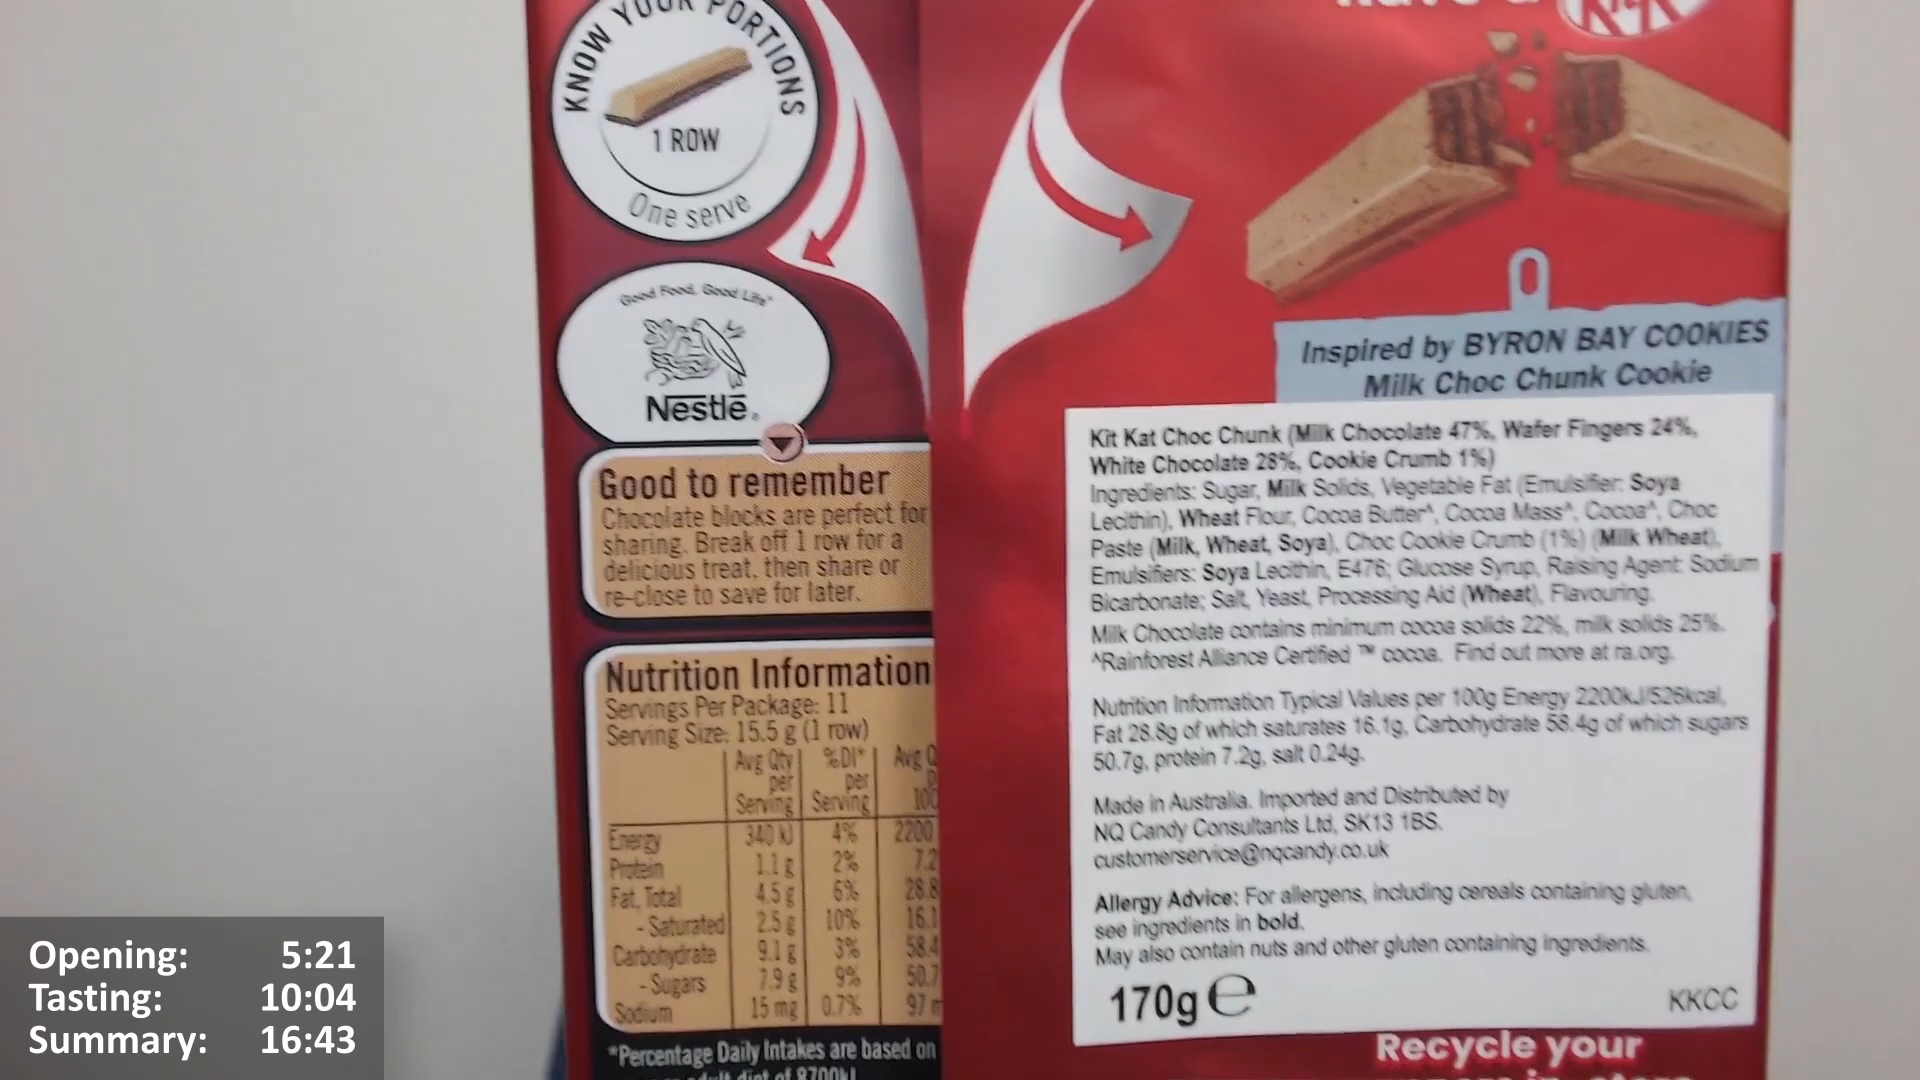 KNOW YOUR PORTIONS
1 ROW
One serve
Good Food, Good Life
Nestlé
Good to remember
Chocolate blocks are perfect for
sharing. Break off 1 row for a
delicious treat, then share or
re-close to save for later.
Nutrition Information
Servings Per Package: 11
Serving Size: 15.5 g (1 row)
Avg Qty per Serving %DI* per Serving Avg
Energy 340 kJ 4% 2200
Protein 1.1 g 2% 7.2
Fat, Total 4.5 g 6% 28.8
- Saturated 2.5 g 10% 16.1
Carbohydrate 9.1 g 3% 58.4
- Sugars 7.9 g 9% 50.7
Sodium 15 mg 0.7% 97
*Percentage Daily Intakes are based on
diet of 8700kJ
KitKat
Inspired by BYRON BAY COOKIES
Milk Choc Chunk Cookie
Kit Kat Choc Chunk (Milk Chocolate 47%, Wafer Fingers 24%,
White Chocolate 28%, Cookie Crumb 1%)
Ingredients: Sugar, Milk Solids, Vegetable Fat (Emulsifier: Soya
Lecithin), Wheat Flour, Cocoa Butter^, Cocoa Mass^, Cocoa^, Choc
Paste (Milk, Wheat, Soya), Choc Cookie Crumb (1%) (Milk Wheat),
Emulsifiers: Soya Lecithin, E476; Glucose Syrup, Raising Agent: Sodium
Bicarbonate; Salt, Yeast, Processing Aid (Wheat), Flavouring.
Milk Chocolate contains minimum cocoa solids 22%, milk solids 25%.
^Rainforest Alliance Certified ™ cocoa. Find out more at ra.org.
Nutrition Information Typical Values per 100g Energy 2200kJ/526kcal,
Fat 28.8g of which saturates 16.1g, Carbohydrate 58.4g of which sugars
50.7g, protein 7.2g, salt 0.24g.
Made in Australia. Imported and Distributed by
NQ Candy Consultants Ltd, SK13 1BS.
customerservice@nqcandy.co.uk
Allergy Advice: For allergens, including cereals containing gluten,
see ingredients in bold.
May also contain nuts and other gluten containing ingredients.
170g e KKCC
Recycle your
Opening: 5:21
Tasting: 10:04
Summary: 16:43